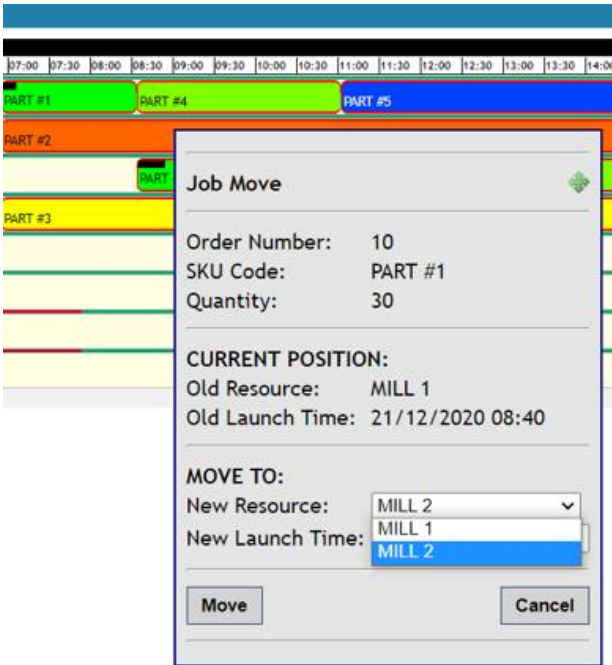 07:00 07:30 08:00 08:30 09:00 09:30 10:00 10:30 11:00 11:30 12:00 12:30 13:00 13:30 14:00
PART #1 PART #4 PART #5
PART #2
PART
PART #3
Job Move
Order Number: 10
SKU Code: PART #1
Quantity: 30
CURRENT POSITION:
Old Resource: MILL 1
Old Launch Time: 21/12/2020 08:40
MOVE TO:
New Resource: MILL 2
MILL 1
New Launch Time:
MILL 2
Move Cancel